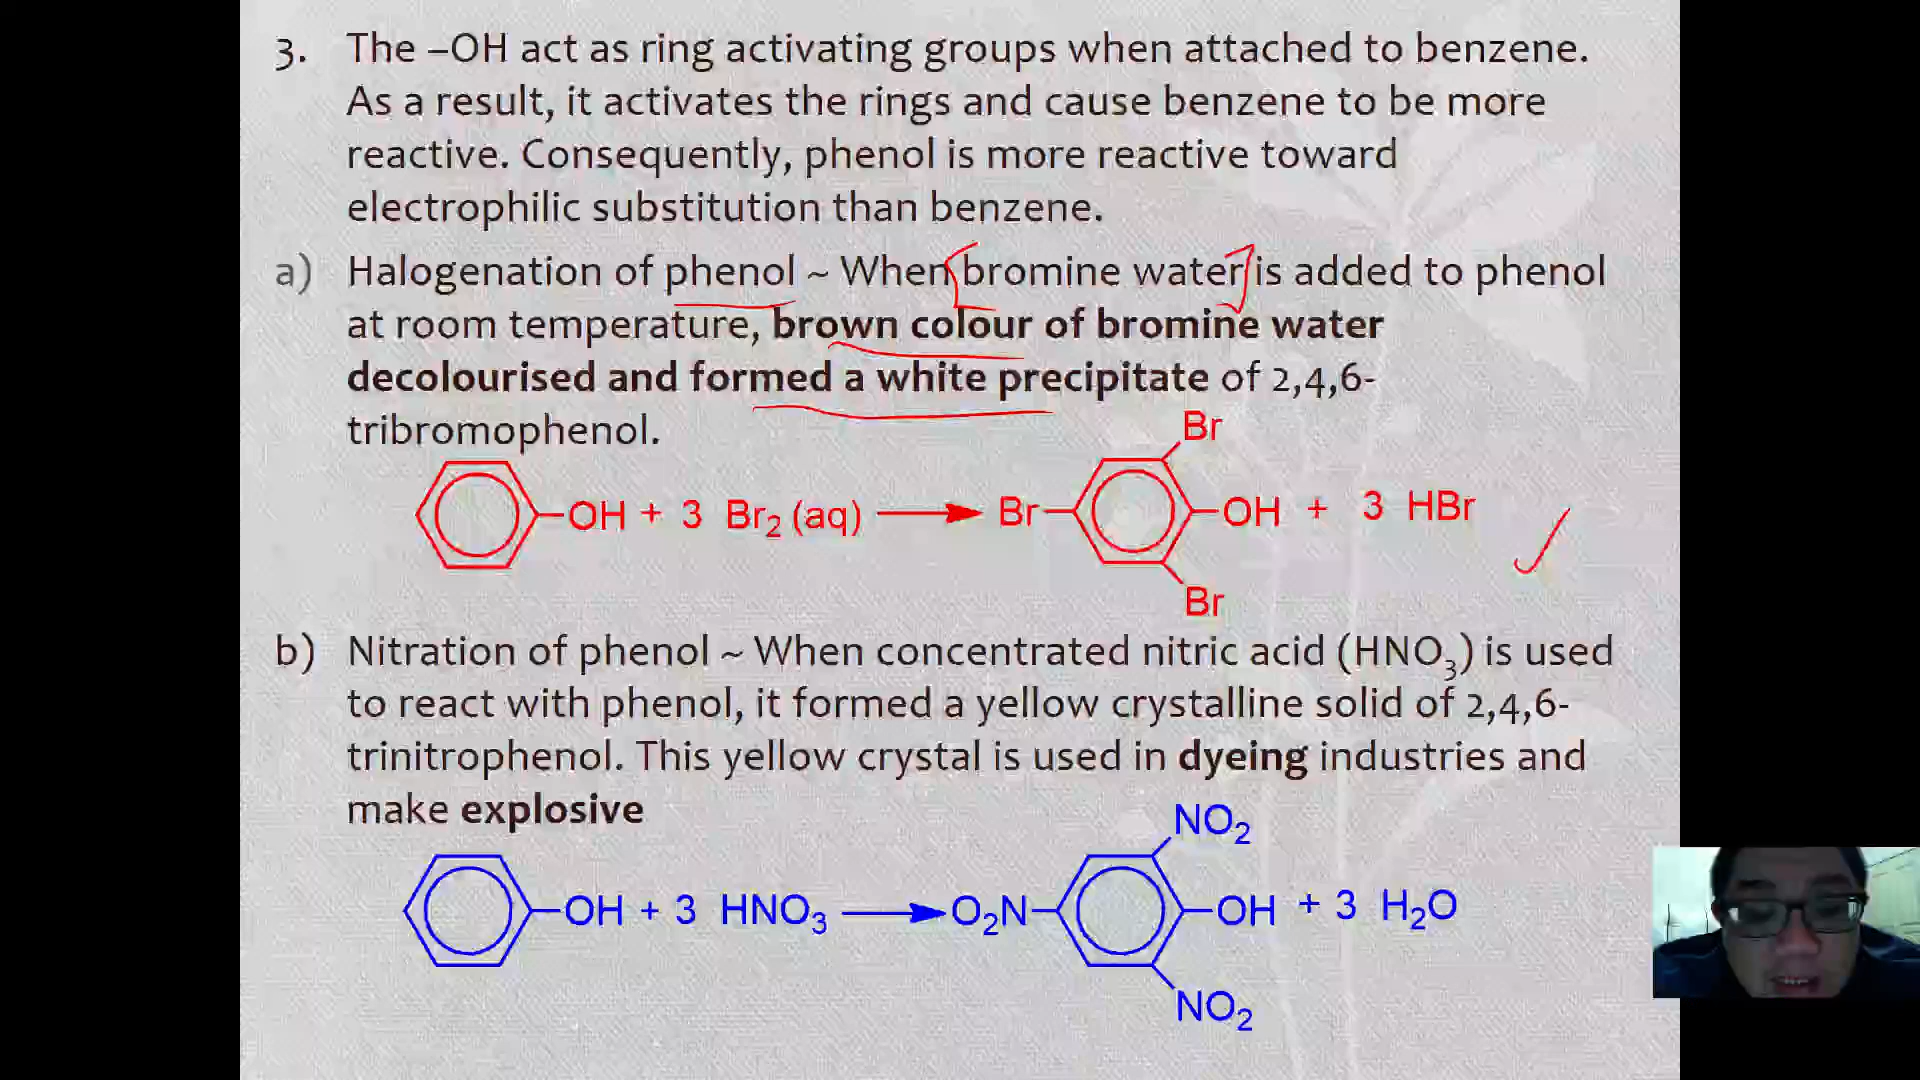 3. The –OH act as ring activating groups when attached to benzene.
As a result, it activates the rings and cause benzene to be more
reactive. Consequently, phenol is more reactive toward
electrophilic substitution than benzene.
a) Halogenation of phenol ~ When bromine water is added to phenol
at room temperature, brown colour of bromine water
decolourised and formed a white precipitate of 2,4,6-
tribromophenol.
Br
OH + 3 Br₂ (aq) Br OH + 3 HBr
Br
b) Nitration of phenol ~ When concentrated nitric acid (HNO₃) is used
to react with phenol, it formed a yellow crystalline solid of 2,4,6-
trinitrophenol. This yellow crystal is used in dyeing industries and
make explosive
NO₂
OH + 3 HNO₃ O₂N OH + 3 H₂O
NO₂